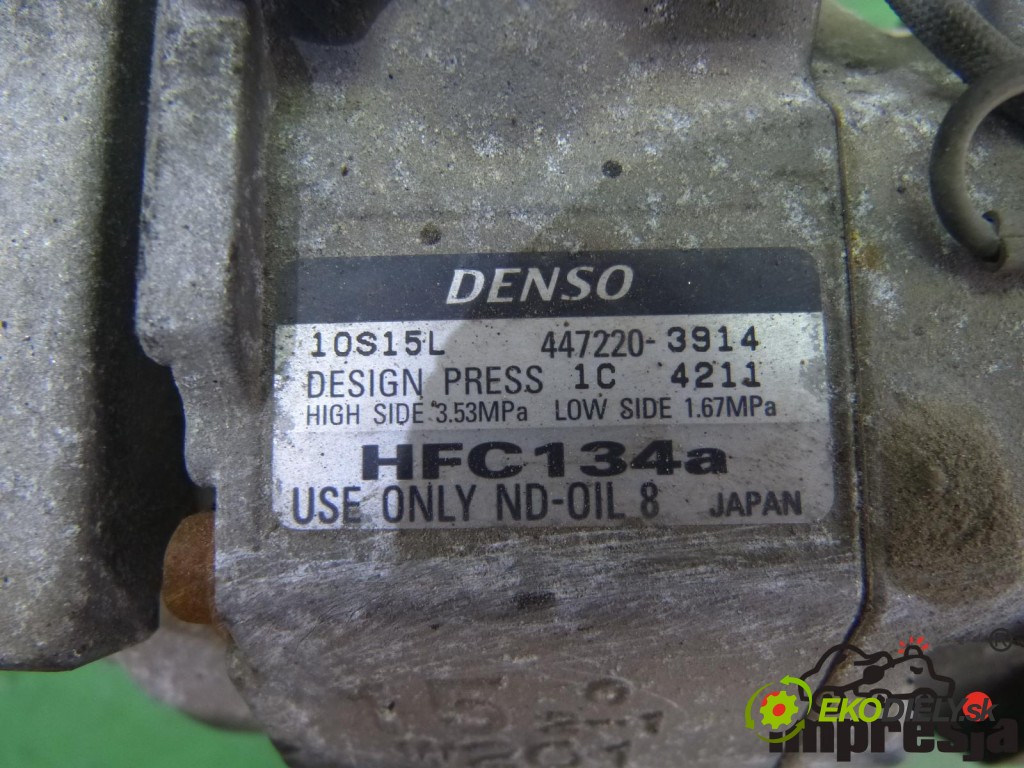 DENSO
10S15L 447220-3914
DESIGN PRESS 1C 4211
HIGH SIDE 3.53MPa LOW SIDE 1.67MPa
HFC134a
USE ONLY ND-OIL 8 JAPAN
EKODIELY.sk
impresja
®